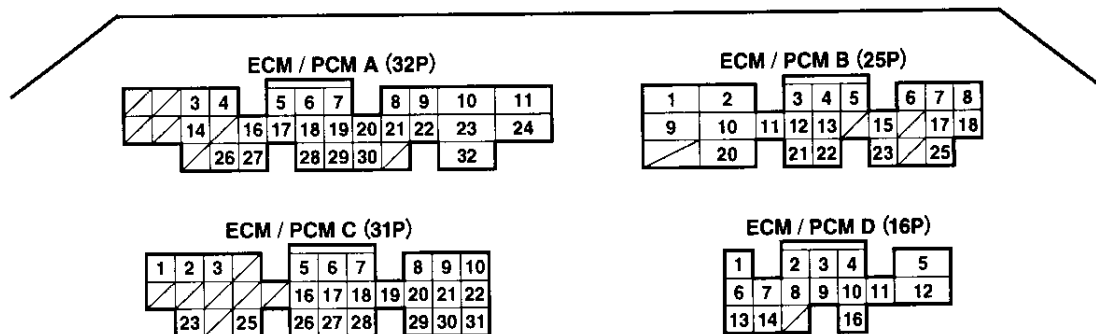 ECM / PCM A (32P)
3 4 5 6 7 8 9 10 11
14 16 17 18 19 20 21 22 23 24
26 27 28 29 30 32
ECM / PCM B (25P)
1 2 3 4 5 6 7 8
9 10 11 12 13 15 17 18
20 21 22 23 25
ECM / PCM C (31P)
1 2 3 5 6 7 8 9 10
16 17 18 19 20 21 22
23 25 26 27 28 29 30 31
ECM / PCM D (16P)
1 2 3 4 5
6 7 8 9 10 11 12
13 14 16